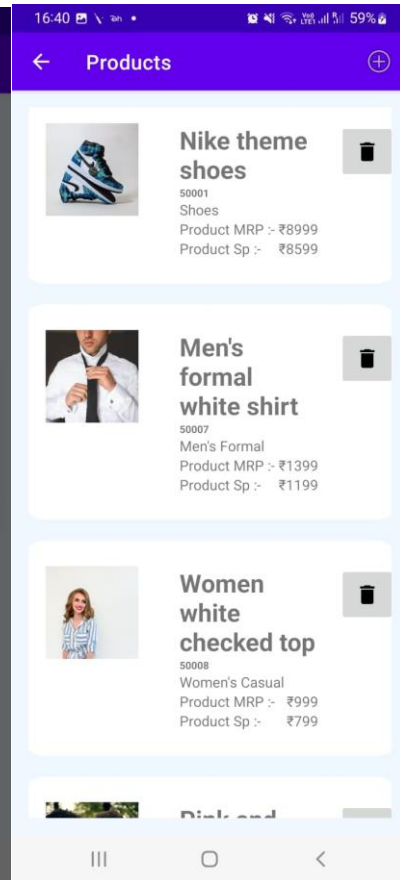 16:40
59%
Products
Nike theme
shoes
50001
Shoes
Product MRP :- ₹8999
Product Sp :- ₹8599
Men's
formal
white shirt
50007
Men's Formal
Product MRP :- ₹1399
Product Sp :- ₹1199
Women
white
checked top
50008
Women's Casual
Product MRP :- ₹999
Product Sp :- ₹799
Pink and